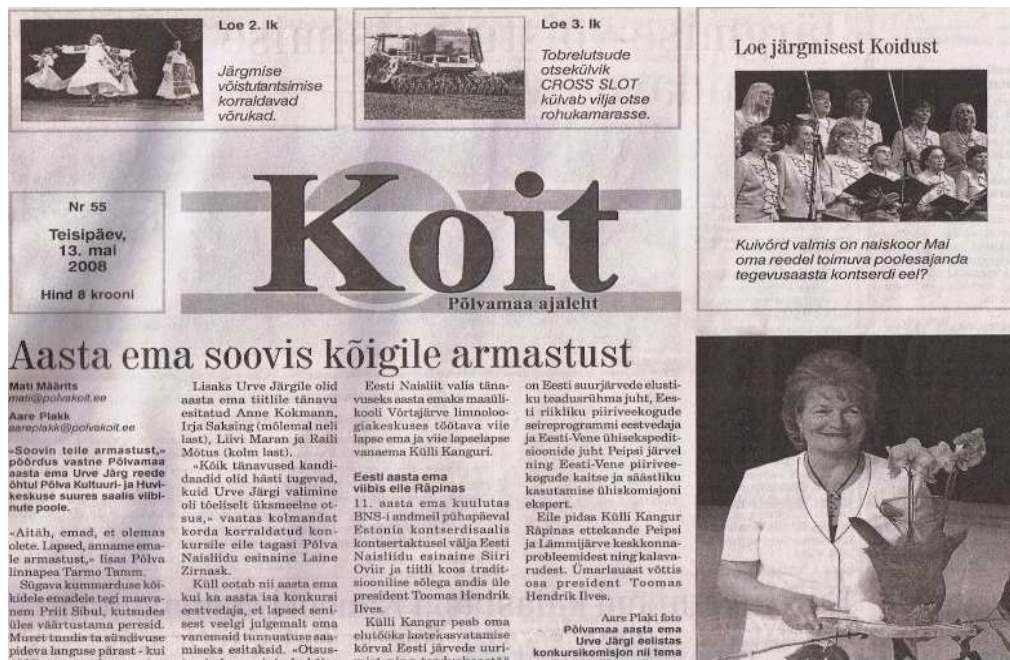 Loe 2. lk
Järgmise
võistutantsimise
korraldavad
võrukad.
Loe 3. lk
Tobrelutsude
otsekülvik
CROSS SLOT
külvab vilja otse
rohukamarasse.
Loe järgmisest Koidust
Kuivõrd valmis on naiskoor Mai
oma reedel toimuva poolesajanda
tegevusaasta kontserdi eel?
Nr 55
Teisipäev,
13. mai
2008
Hind 8 krooni
Koit
Põlvamaa ajaleht
Aasta ema soovis kõigile armastust
Mati Määrits
mati@polvakoit.ee
Aare Plakk
aareplakk@polvakoit.ee
«Soovin teile armastust,»
pöördus vastne Põlvamaa
aasta ema Urve Järg reede
õhtul Põlva Kultuuri- ja Huvi-
keskuse suures saalis viibi-
nute poole.
«Aitäh, emad, et olemas
olete. Lapsed, anname ema-
le armastust,» lisas Põlva
linnapea Tarmo Tamm.
Sügava kummarduse kõi-
kidele emadele tegi maava-
nem Priit Sibul, kutsudes
üles väärtustama peresid.
Muret tundis ta sündivuse
pideva languse pärast - kui
Lisaks Urve Järgile olid
aasta ema tiitlile tänavu
esitatud Anne Kokmann,
Irja Saksing (mõlemal neli
last), Liivi Maran ja Raili
Mõtus (kolm last).
«Kõik tänavused kandi-
daadid olid hästi tugevad,
kuid Urve Järgi valimine
oli tõeliselt üksmeelne ot-
sus,» vaatas kolmandat
korda korraldatud kon-
kursile eile tagasi Põlva
Naisliidu esinaine Laine
Zirnask.
Küll ootab nii aasta ema
kui ka aasta isa konkursi
eestvedaja, et lapsed seni-
sest veelgi julgemalt oma
vanemaid tunnustuse saa-
miseks esitaksid. «Otsus-
Eesti Naisliit valis täna-
vuseks aasta emaks maaüli-
kooli Võrtsjärve limnoloo-
giakeskuses töötava viie
lapse ema ja viie lapselapse
vanaema Külli Kanguri.
Eesti aasta ema
viibis eile Räpinas
11. aasta ema kuulutas
BNS-i andmeil pühapäeval
Estonia kontserdisaalis
kontsertaktusel välja Eesti
Naisliidu esinaine Siiri
Oviir ja tiitli koos tradit-
sioonilise sõlega andis üle
president Toomas Hendrik
Ilves.
Külli Kangur peab oma
elutööks lastekasvatamise
kõrval Eesti järvede uuri-
on Eesti suurjärvede elusti-
ku teadusrühma juht, Ees-
ti riikliku piiriveekogude
seireprogrammi eestvedaja
ja Eesti-Vene ühisekspedit-
sioonide juht Peipsi järvel
ning Eesti-Vene piirivee-
kogude kaitse ja säästliku
kasutamise ühiskomisjoni
ekspert.
Eile pidas Külli Kangur
Räpinas ettekande Peipsi
ja Lämmijärve keskkonna-
probleemidest ning kalava-
rudest. Ümarlauast võttis
osa president Toomas
Hendrik Ilves.
Aare Plaki foto
Põlvamaa aasta ema
Urve Järgi eelistas
konkursikomisjon nii tema